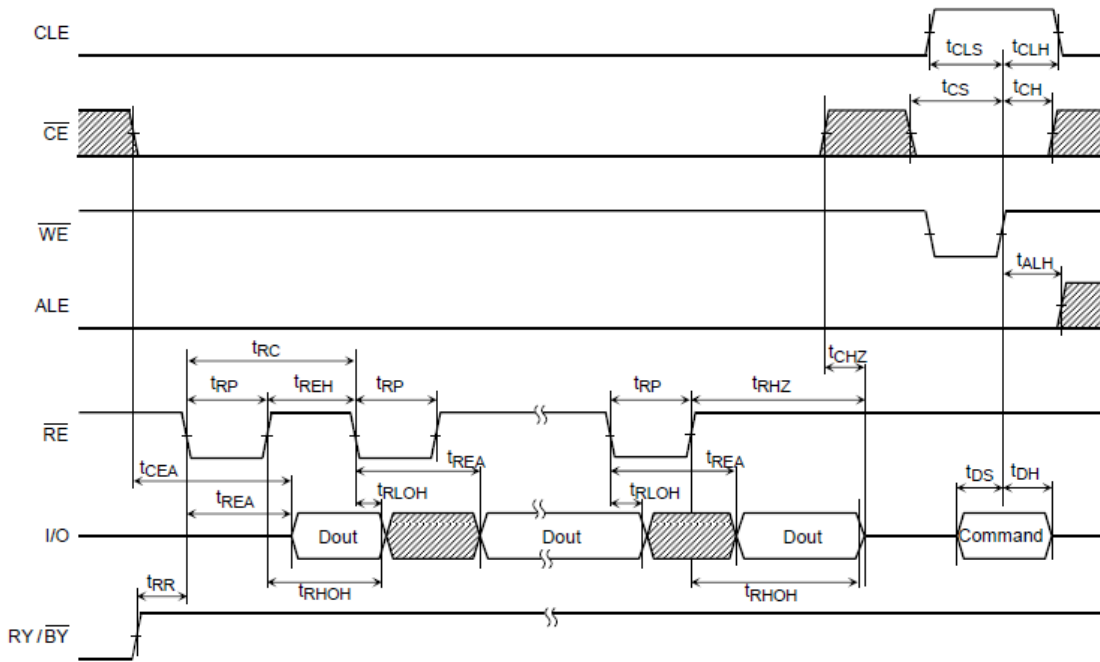 CLE
tCLS tCLH
tCS tCH
CE
WE
tALH
ALE
tRC
tCHZ
tRP tREH tRP tRP tRHZ
RE
tCEA tREA tREA
tREA tRLOH tRLOH tDS tDH
I/O Dout Dout Dout Command
tRHOH tRHOH
tRR
RY/BY